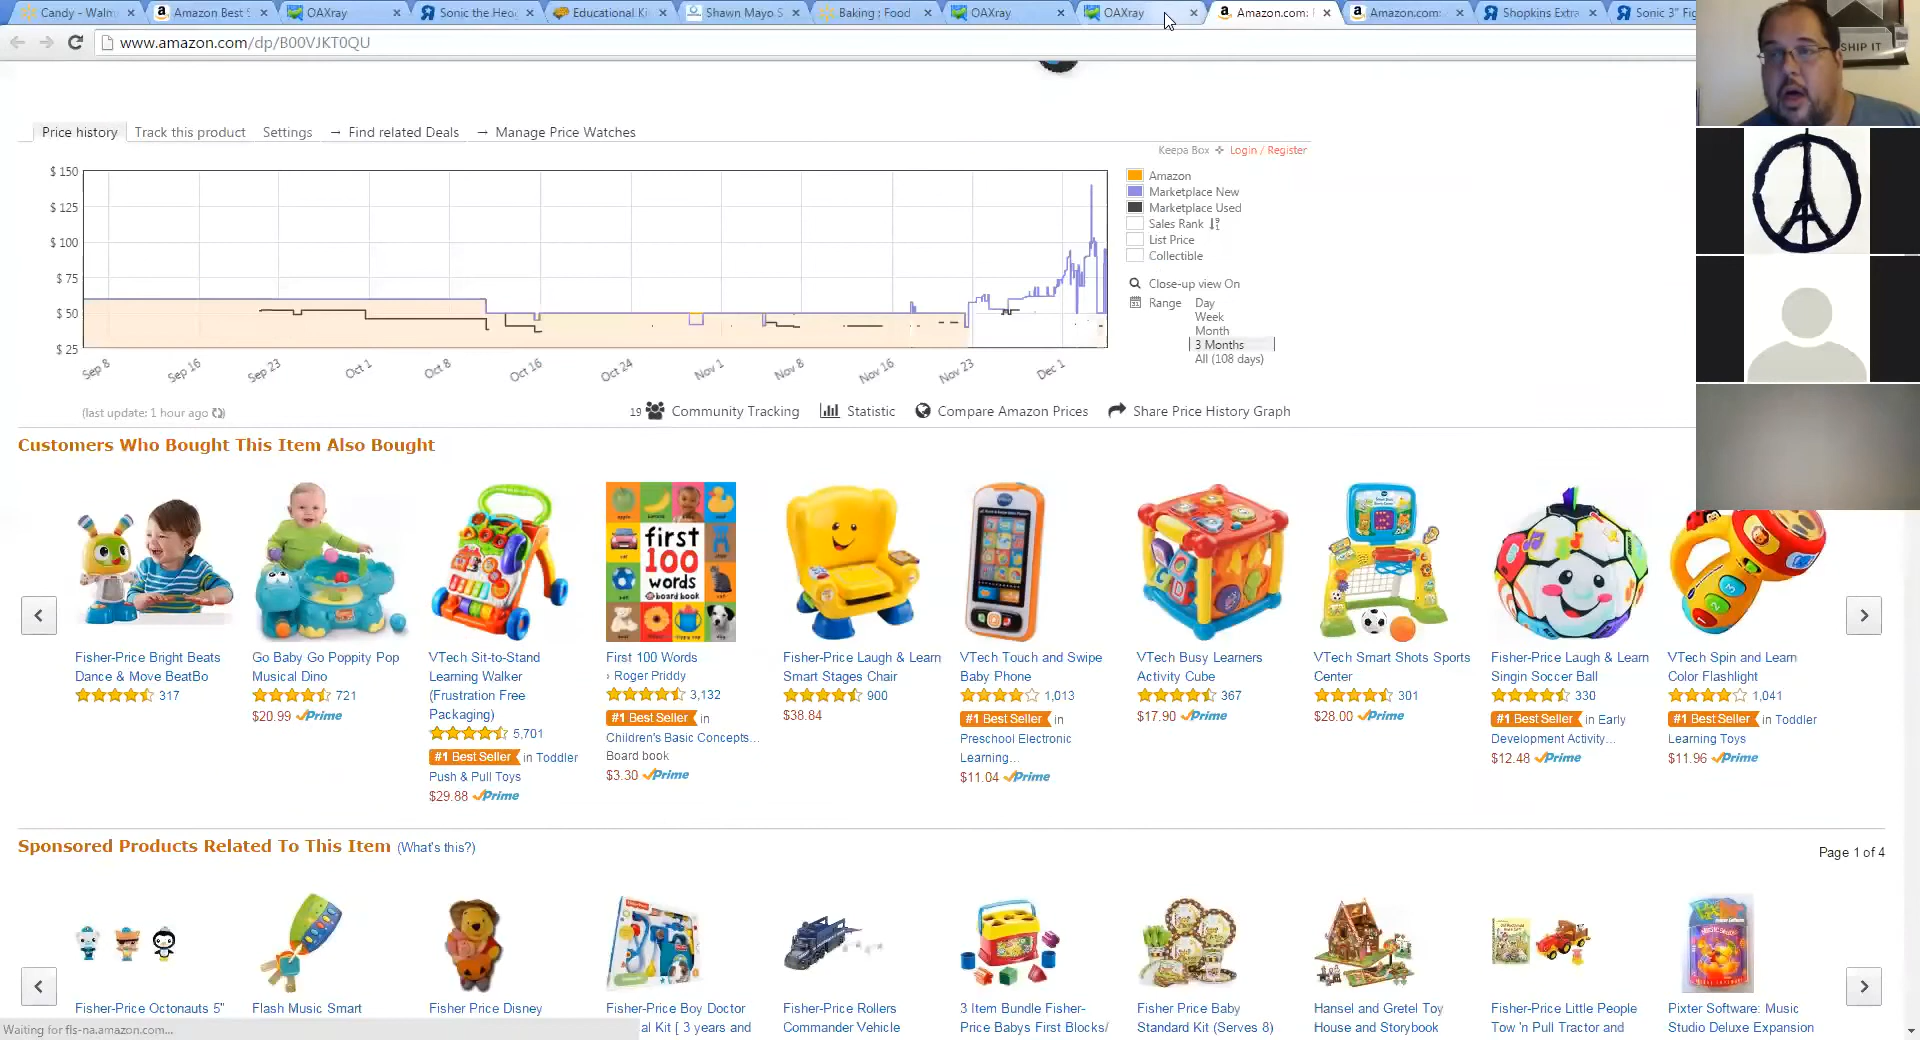 Candy - Walm
Amazon Best S
OAXray
Sonic the Hed
Educational Ki
Shawn Mayo S
Baking : Food
OAXray
OAXray
Amazon.com:
Amazon.com:
Shopkins Extra
Sonic 3" Fig
www.amazon.com/dp/B00VJKT0QU
SHIP IT
Price history
Track this product
Settings
→ Find related Deals
→ Manage Price Watches
Keepa Box Login / Register
$ 150
$ 125
$ 100
$ 75
$ 50
$ 25
Sep 8
Sep 16
Sep 23
Oct 1
Oct 8
Oct 16
Oct 24
Nov 1
Nov 8
Nov 16
Nov 23
Dec 1
Amazon
Marketplace New
Marketplace Used
Sales Rank
List Price
Collectible
Close-up view On
Range
Day
Week
Month
3 Months
All (108 days)
(last update: 1 hour ago )
19 Community Tracking
Statistic
Compare Amazon Prices
Share Price History Graph
Customers Who Bought This Item Also Bought
Fisher-Price Bright Beats
Dance & Move BeatBo
317
Go Baby Go Poppity Pop
Musical Dino
721
$20.99 Prime
VTech Sit-to-Stand
Learning Walker
(Frustration Free
Packaging)
5,701
#1 Best Seller in Toddler
Push & Pull Toys
$29.88 Prime
first
100
words
board book
First 100 Words
› Roger Priddy
3,132
#1 Best Seller in
Children's Basic Concepts...
Board book
$3.30 Prime
Fisher-Price Laugh & Learn
Smart Stages Chair
900
$38.84
VTech Touch and Swipe
Baby Phone
1,013
#1 Best Seller in
Preschool Electronic
Learning...
$11.04 Prime
VTech Busy Learners
Activity Cube
367
$17.90 Prime
VTech Smart Shots Sports
Center
301
$28.00 Prime
Fisher-Price Laugh & Learn
Singin Soccer Ball
330
#1 Best Seller in Early
Development Activity...
$12.48 Prime
VTech Spin and Learn
Color Flashlight
1,041
#1 Best Seller in Toddler
Learning Toys
$11.96 Prime
Sponsored Products Related To This Item (What's this?)
Page 1 of 4
Fisher-Price Octonauts 5"
Flash Music Smart
Fisher Price Disney
Fisher-Price Boy Doctor
al Kit [ 3 years and
Fisher-Price Rollers
Commander Vehicle
3 Item Bundle Fisher-
Price Babys First Blocks/
Fisher Price Baby
Standard Kit (Serves 8)
Hansel and Gretel Toy
House and Storybook
Fisher-Price Little People
Tow 'n Pull Tractor and
Pixter Software: Music
Studio Deluxe Expansion
Waiting for fls-na.amazon.com...